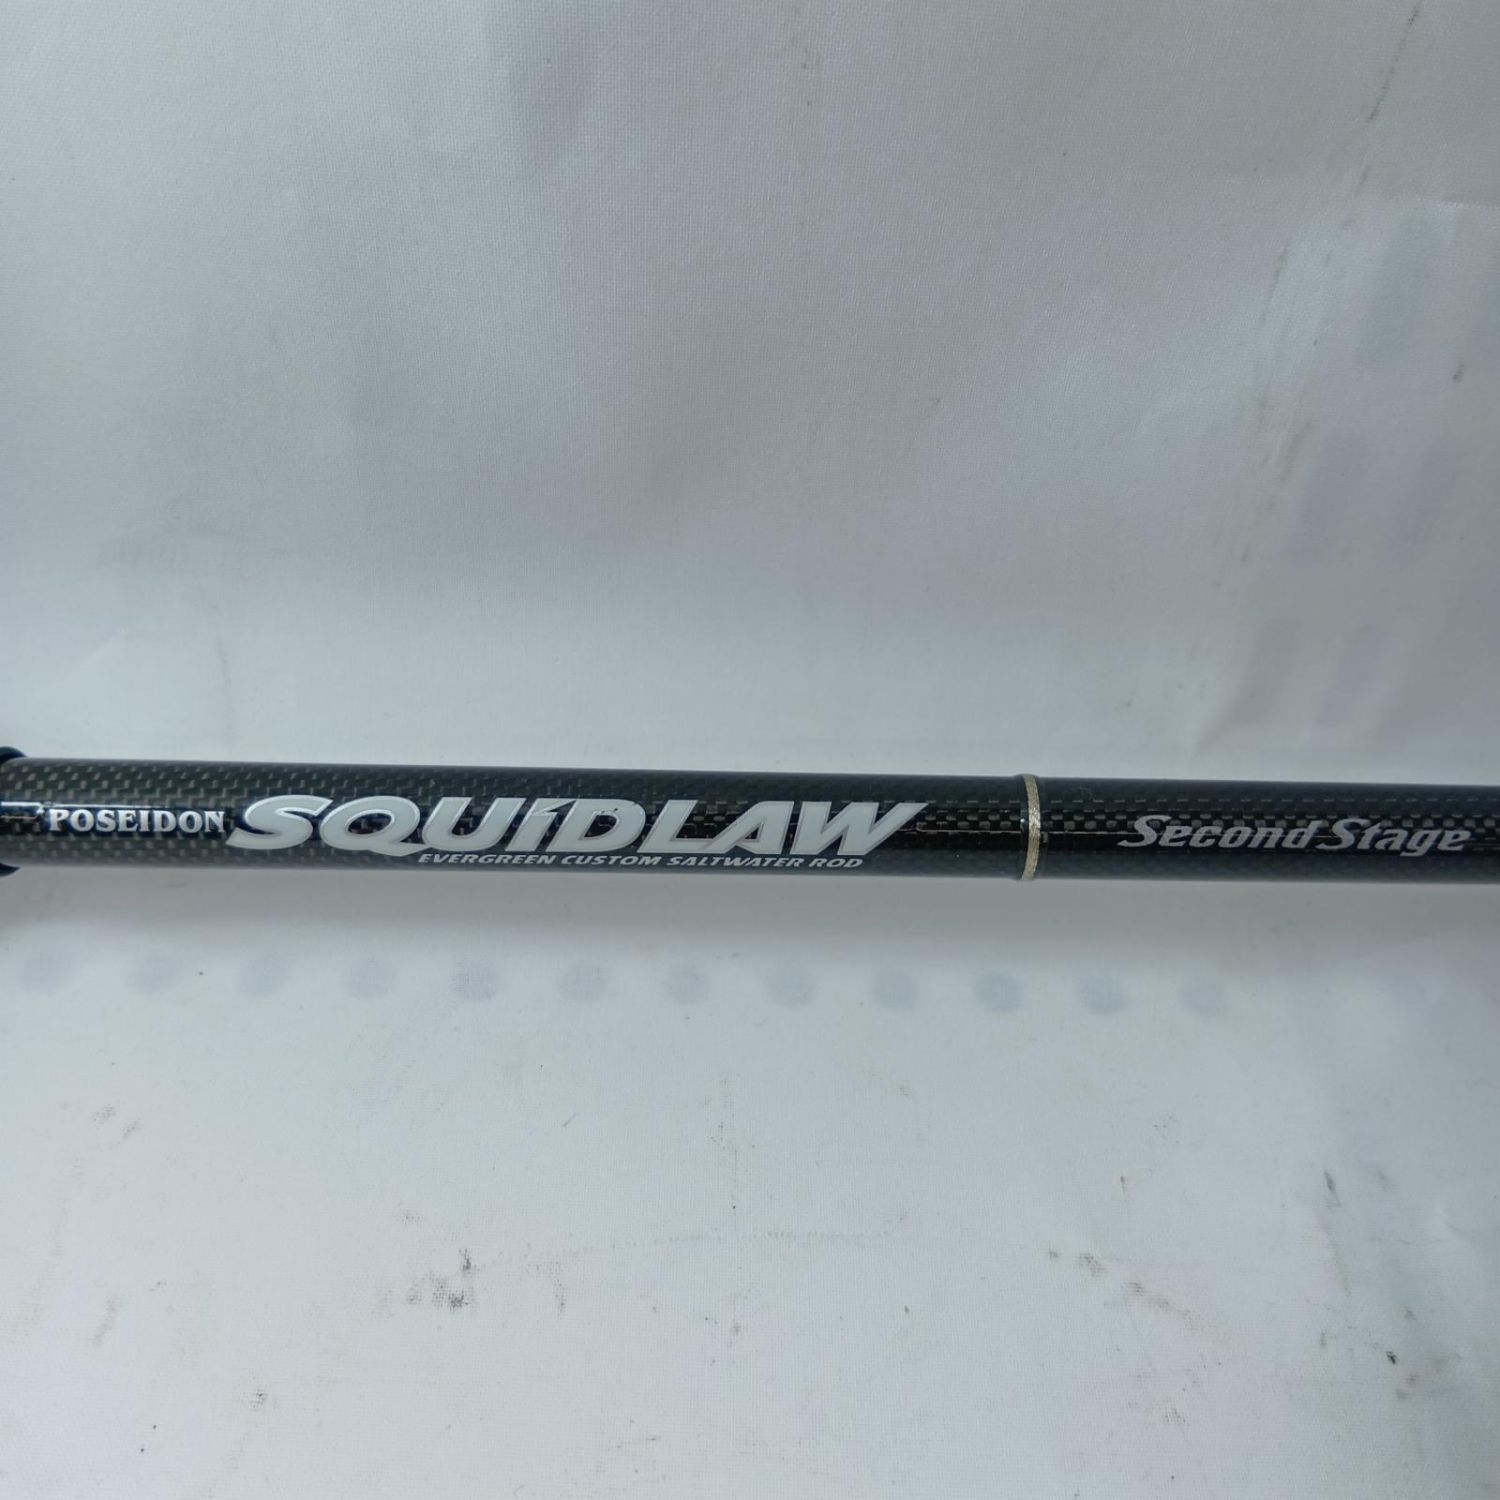 POSEIDON SQUIDLAW Second Stage
EVERGREEN CUSTOM SALTWATER ROD